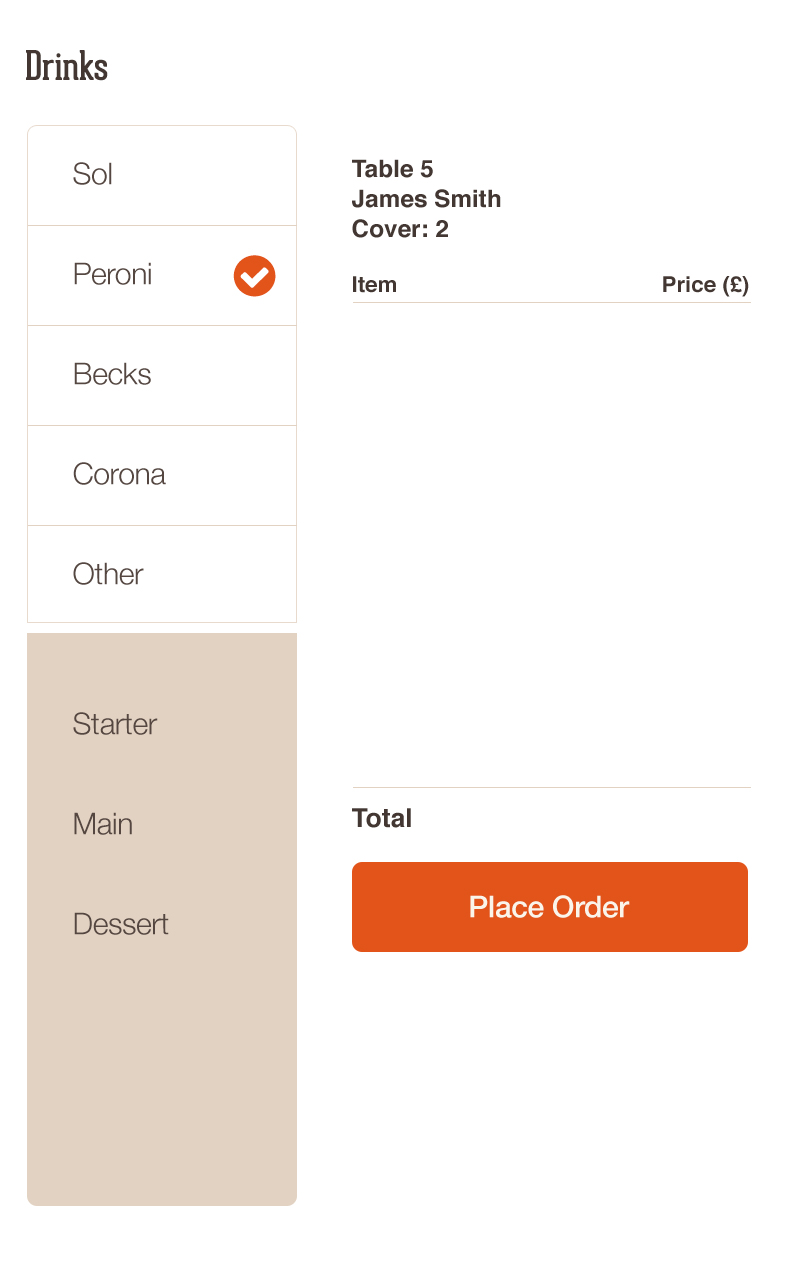 Drinks
Sol
Peroni
Becks
Corona
Other
Starter
Main
Dessert
Table 5
James Smith
Cover: 2
Item Price (£)
Total
Place Order